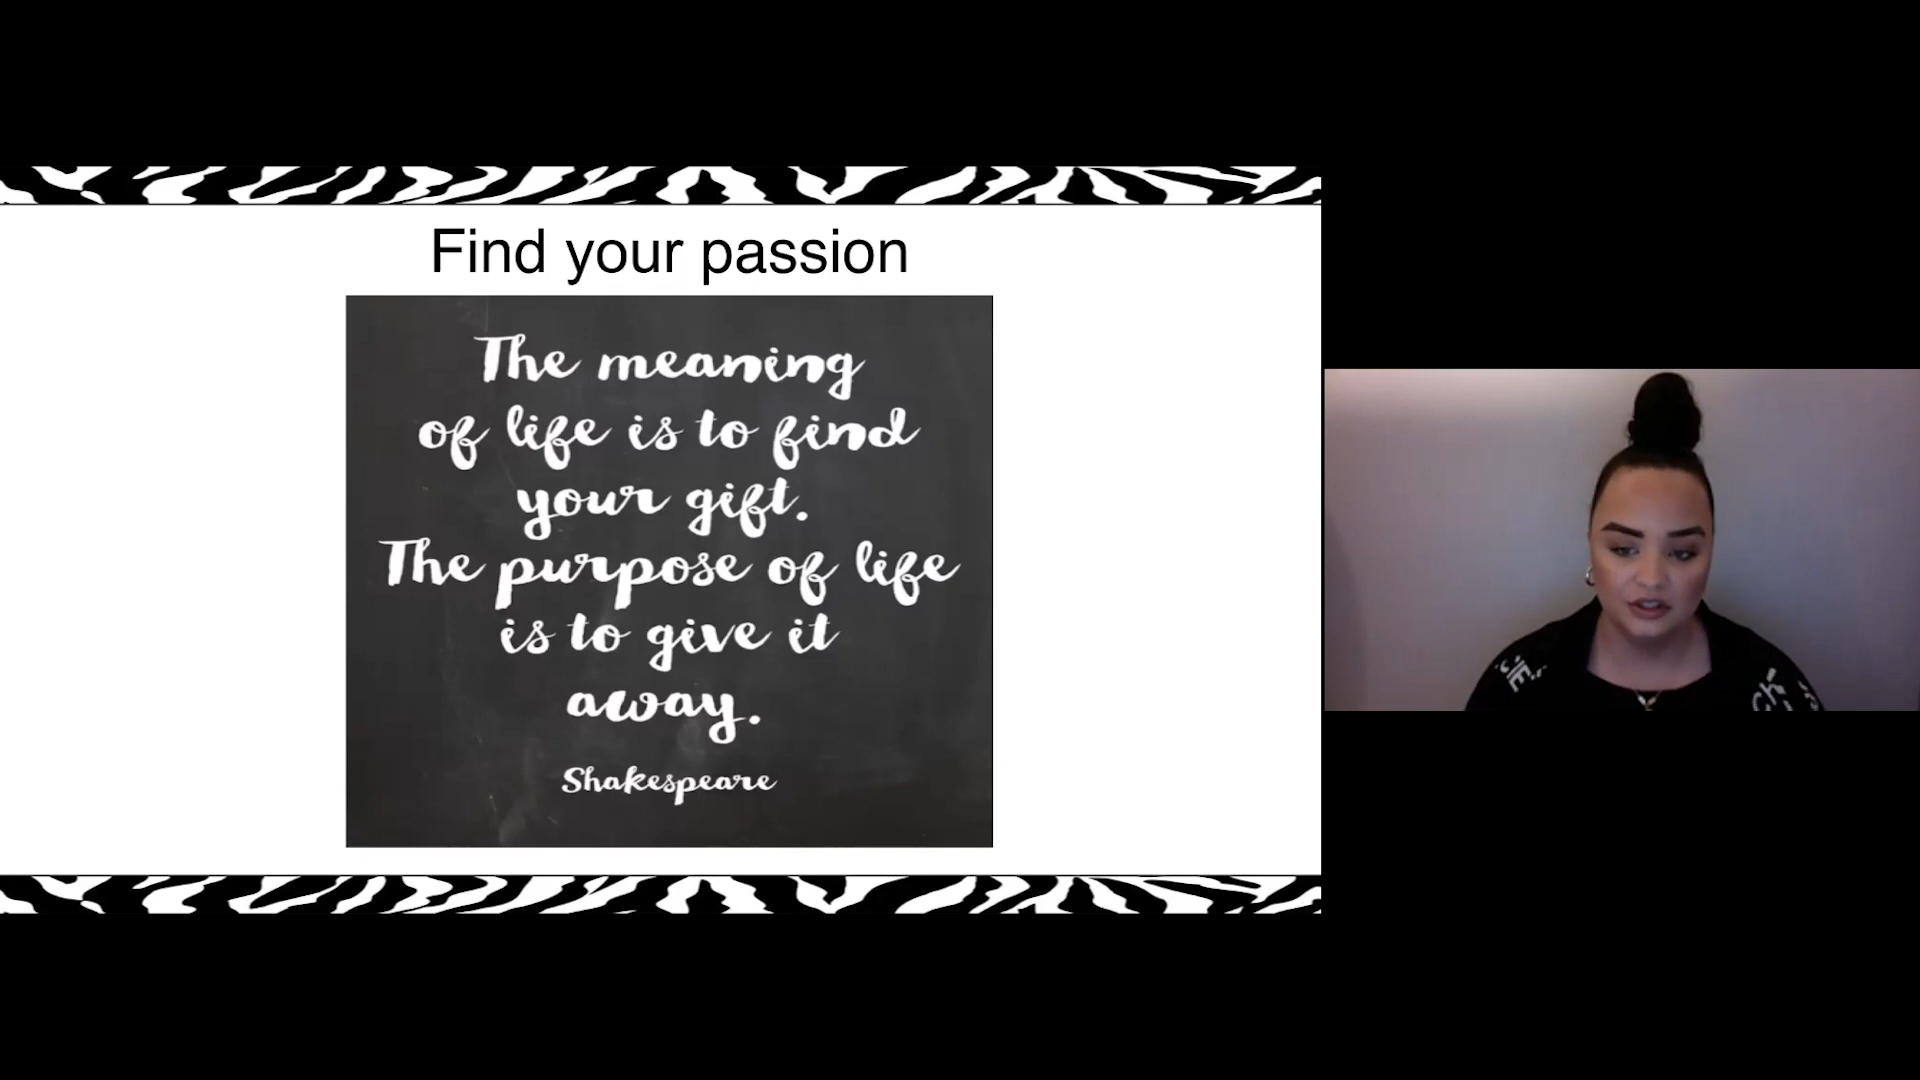 Find your passion
The meaning
of life is to find
your gift.
The purpose of life
is to give it
away.
Shakespeare